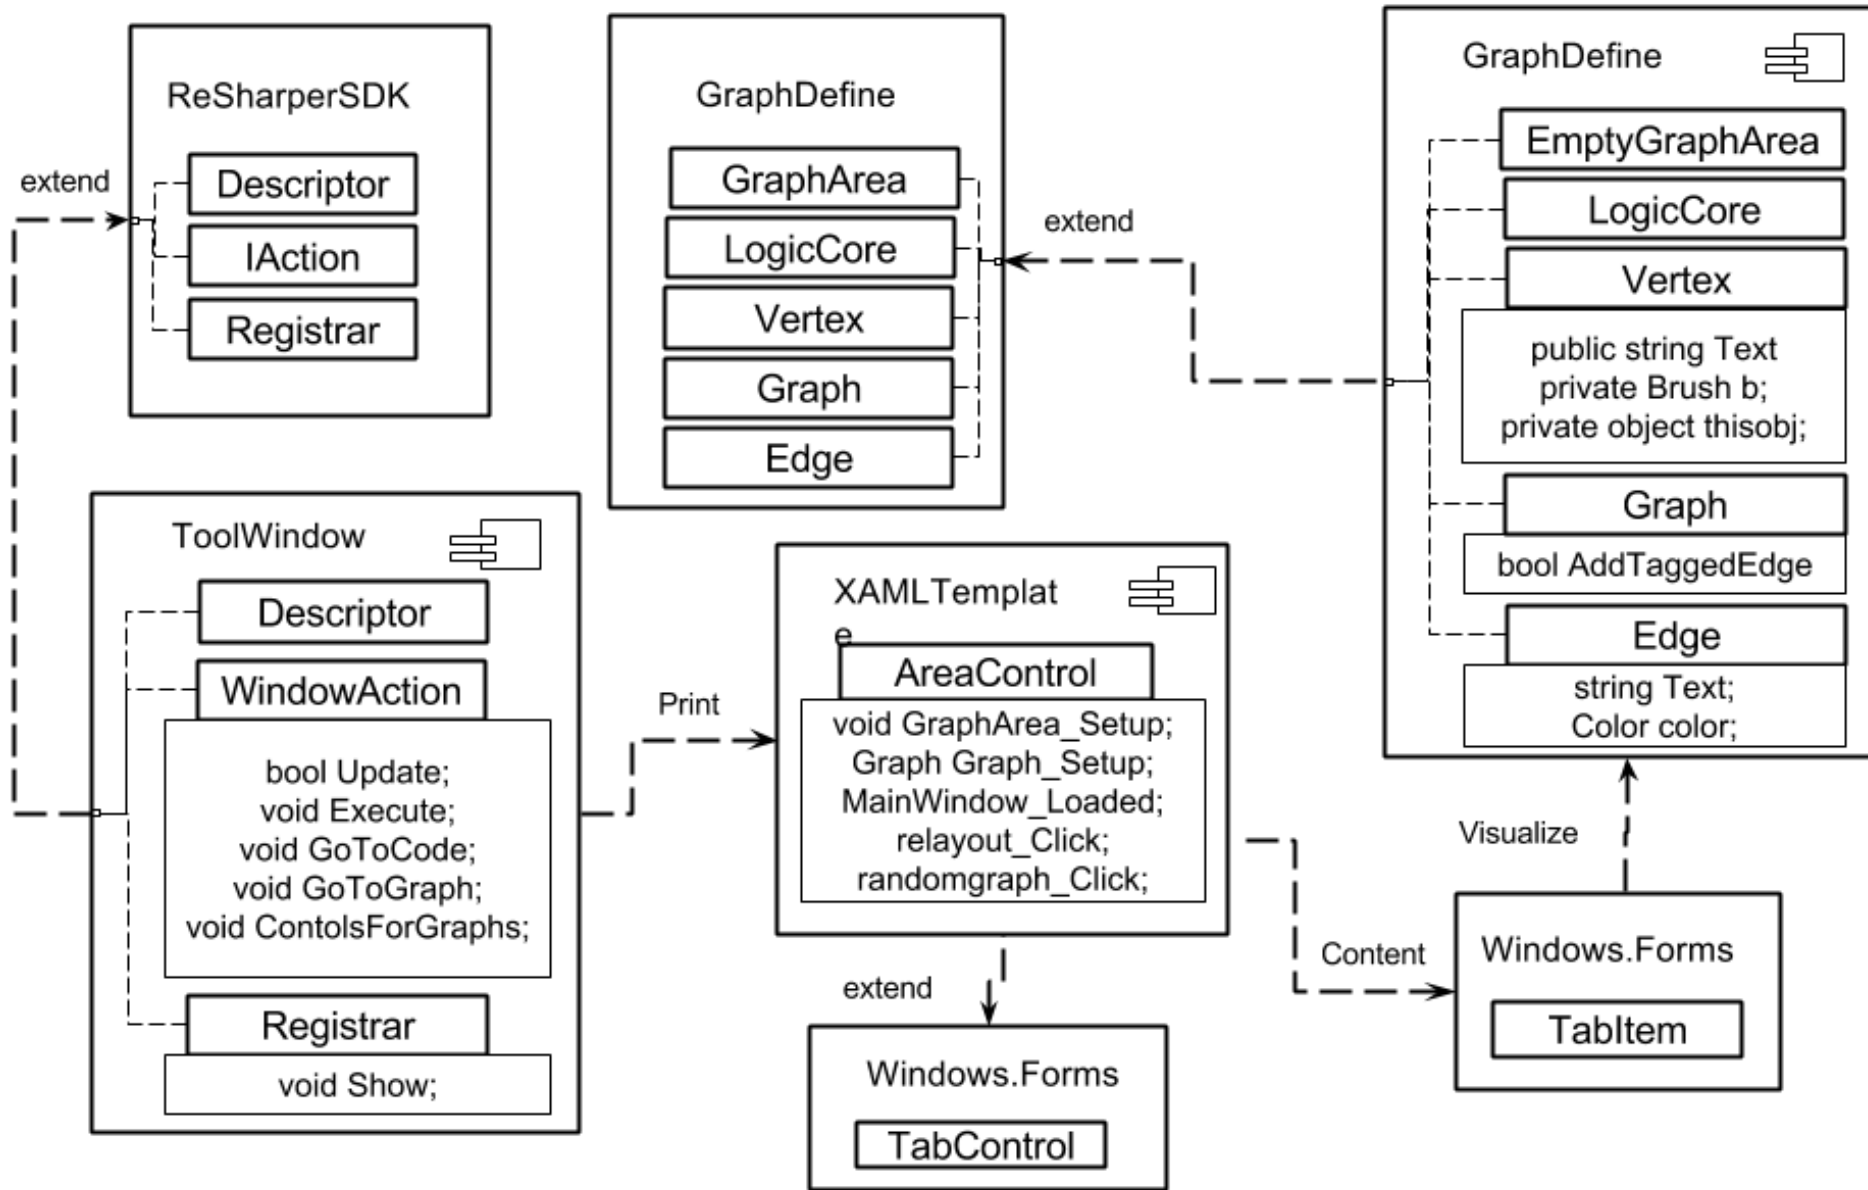 ReSharperSDK
Descriptor
IAction
Registrar
extend
GraphDefine
GraphArea
LogicCore
Vertex
Graph
Edge
extend
GraphDefine
EmptyGraphArea
LogicCore
Vertex
public string Text
private Brush b;
private object thisobj;
Graph
bool AddTaggedEdge
Edge
string Text;
Color color;
ToolWindow
Descriptor
WindowAction
bool Update;
void Execute;
void GoToCode;
void GoToGraph;
void ContolsForGraphs;
Registrar
void Show;
Print
XAMLTemplat
e
AreaControl
void GraphArea_Setup;
Graph Graph_Setup;
MainWindow_Loaded;
relayout_Click;
randomgraph_Click;
extend
Windows.Forms
TabControl
Content
Visualize
Windows.Forms
TabItem